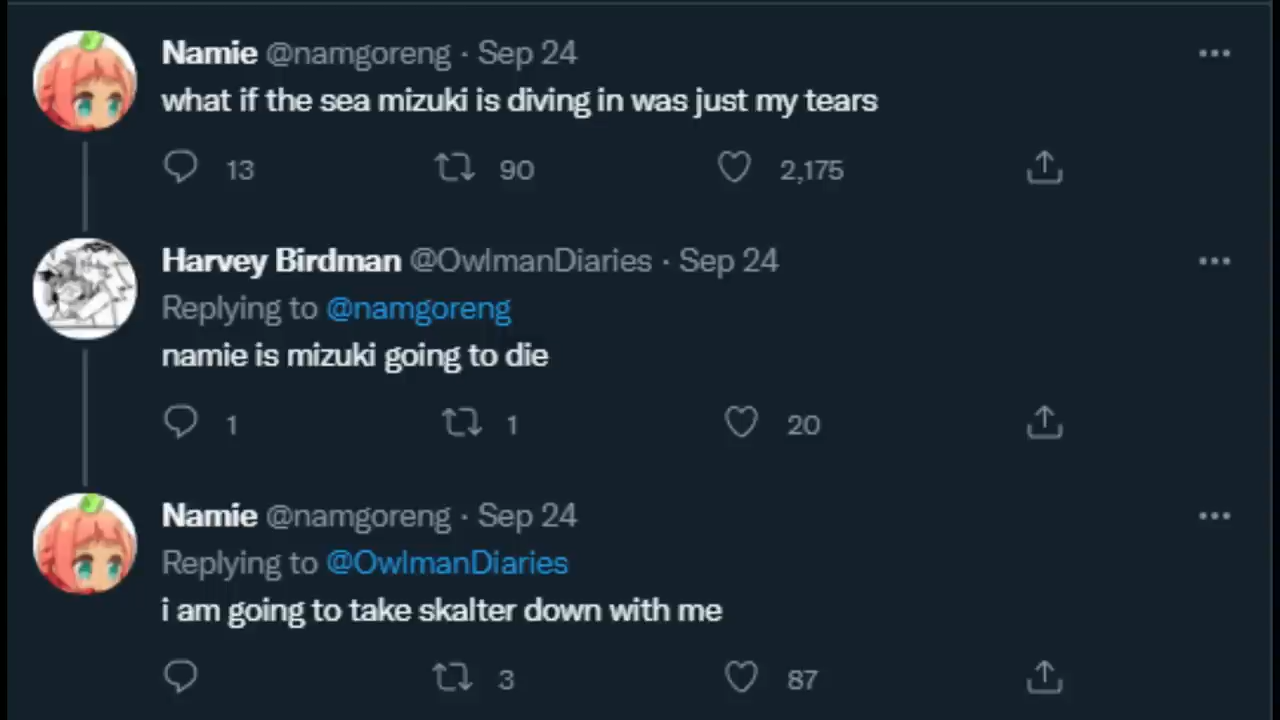 Namie @namgoreng · Sep 24
what if the sea mizuki is diving in was just my tears
13 90 2,175
Harvey Birdman @OwlmanDiaries · Sep 24
Replying to @namgoreng
namie is mizuki going to die
1 1 20
Namie @namgoreng · Sep 24
Replying to @OwlmanDiaries
i am going to take skalter down with me
3 87